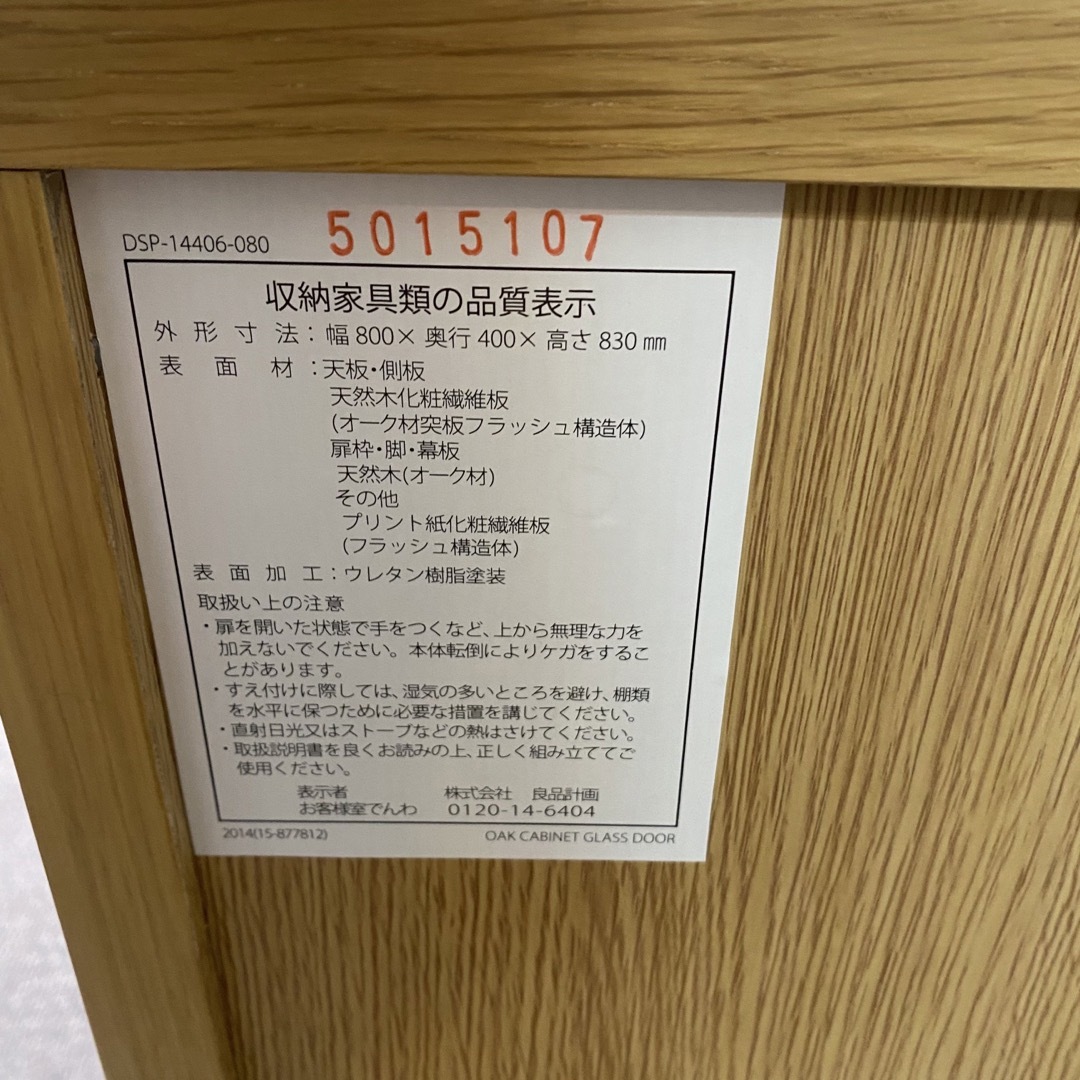 5015107
DSP-14406-080
収納家具類の品質表示
外形寸法：幅800×奥行400×高さ830㎜
表面材：天板・側板
天然木化粧繊維板
(オーク材突板フラッシュ構造体)
扉枠・脚・幕板
天然木(オーク材)
その他
プリント紙化粧繊維板
(フラッシュ構造体)
表面加工：ウレタン樹脂塗装
取扱い上の注意
・扉を開いた状態で手をつくなど、上から無理な力を
加えないでください。本体転倒によりケガをするこ
とがあります。
・すえ付けに際しては、湿気の多いところを避け、棚類
を水平に保つために必要な措置を講じてください。
・直射日光又はストーブなどの熱はさけてください。
・取扱説明書を良くお読みの上、正しく組み立ててご
使用ください。
表示者 株式会社 良品計画
お客様室でんわ 0120-14-6404
2014(15-877812) OAK CABINET GLASS DOOR